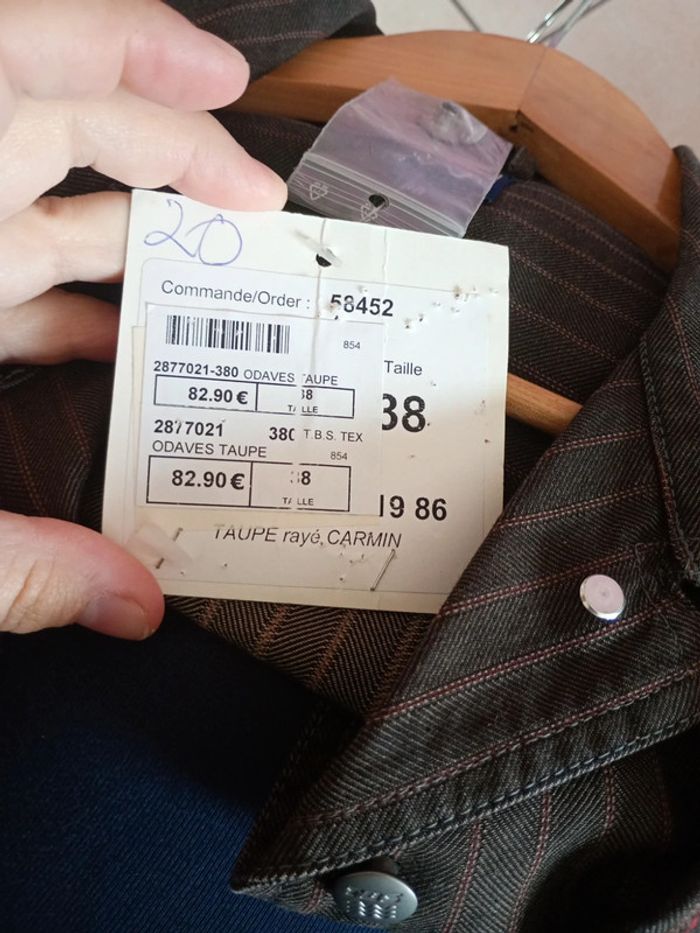 20
Commande/Order : 58452
854
Taille
2877021-380 ODAVES TAUPE
82.90 € 38
TAILLE
38
2877021 380 T.B.S. TEX
ODAVES TAUPE 854
82.90 € 38
TAILLE
19 86
TAUPE rayé CARMIN